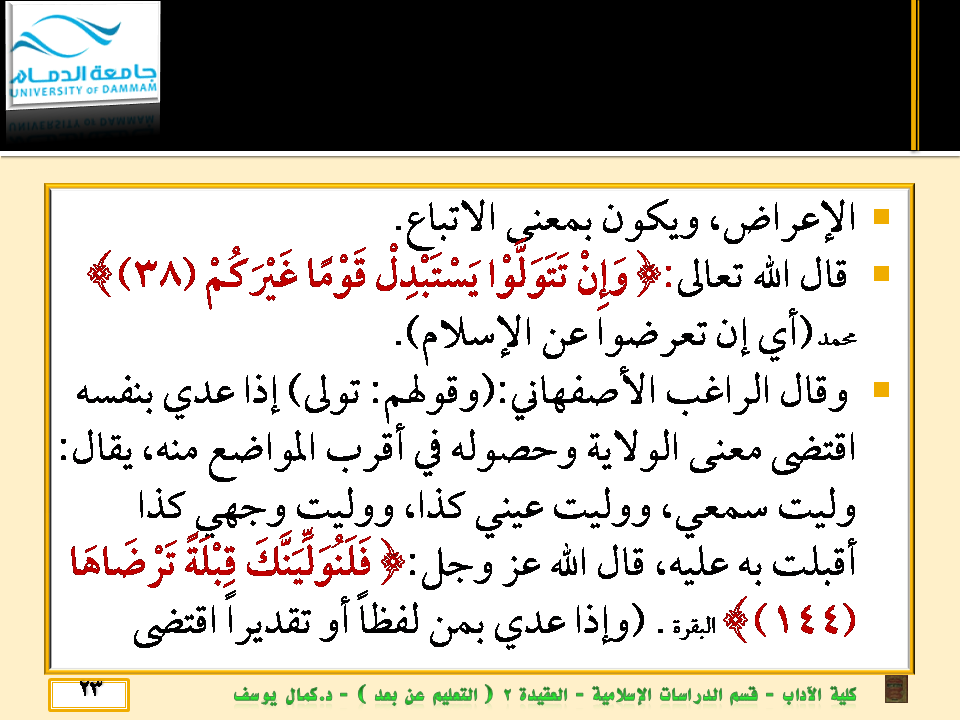 جامعة الدمام
UNIVERSITY OF DAMMAM
الإعراض، ويكون بمعنى الاتباع.
قال الله تعالى:﴿ وَإِنْ تَتَوَلَّوْا يَسْتَبْدِلْ قَوْمًا غَيْرَكُمْ (٣٨)﴾
محمد(أي إن تعرضوا عن الإسلام).
وقال الراغب الأصفهاني:(وقولهم: تولى) إذا عدي بنفسه
اقتضى معنى الولاية وحصوله في أقرب المواضع منه، يقال:
وليت سمعي، ووليت عيني كذا، ووليت وجهي كذا
أقبلت به عليه، قال الله عز وجل:﴿ فَلَنُوَلِّيَنَّكَ قِبْلَةً تَرْضَاهَا
(١٤٤)﴾ البقرة . (وإذا عدي بمن لفظاً أو تقديراً اقتضى
كلية الآداب - قسم الدراسات الإسلامية - العقيدة ٢ ( التعليم عن بعد ) - د.كمال يوسف
٢٣